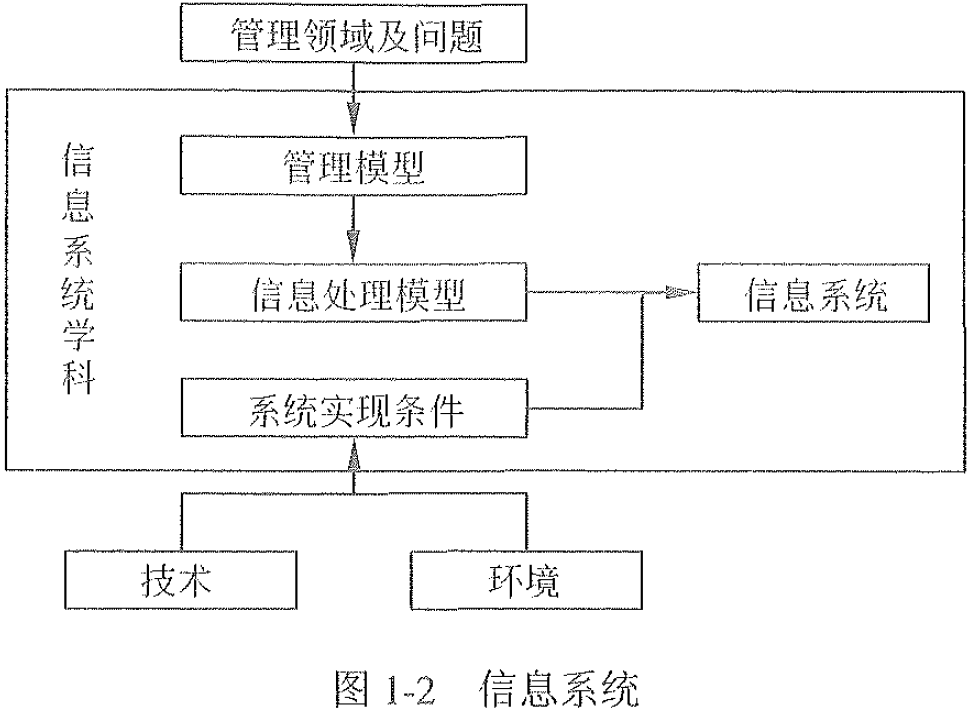 管理领域及问题
信息系统学科
管理模型
信息处理模型
信息系统
系统实现条件
技术
环境
图 1-2 信息系统